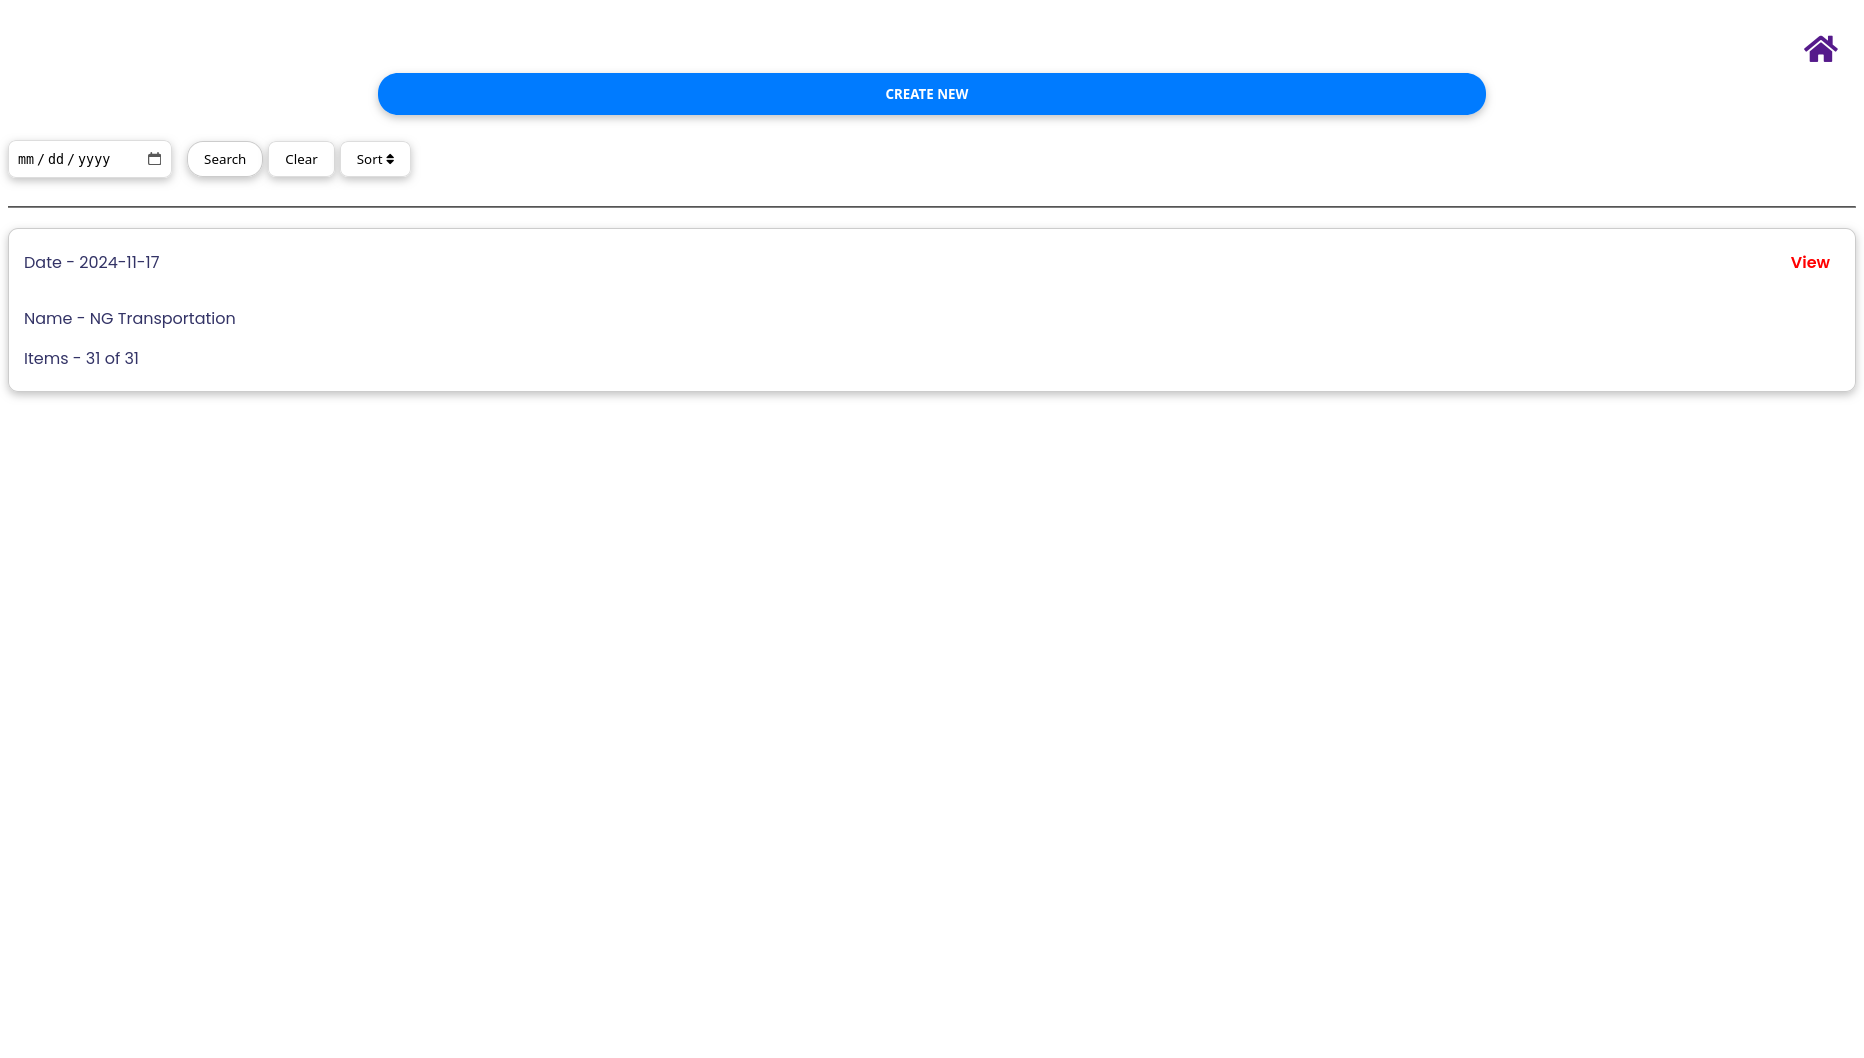 CREATE NEW
mm/dd/yyyy Search Clear Sort
Date - 2024-11-17 View
Name - NG Transportation
Items - 31 of 31